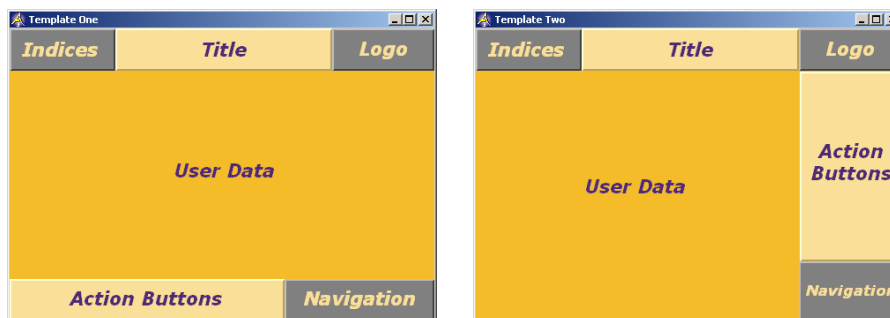 Template One
Indices
Title
Logo
User Data
Action Buttons
Navigation
Template Two
Indices
Title
Logo
User Data
Action
Buttons
Navigation